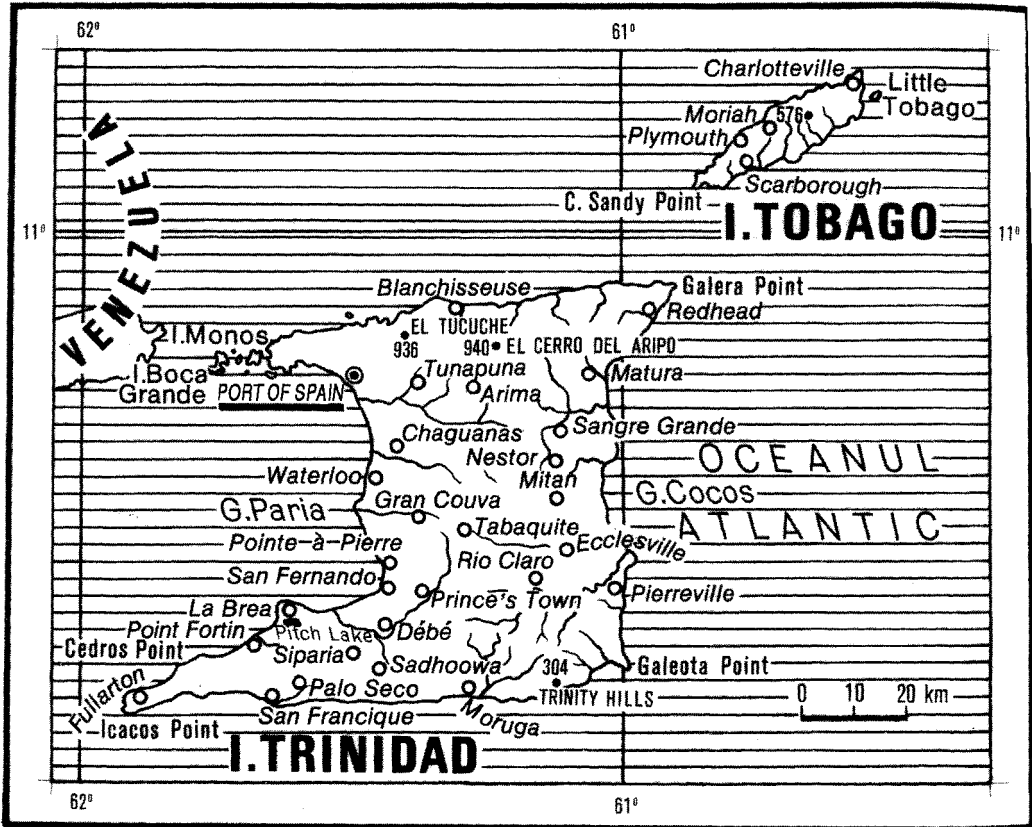 62°
61°
Charlotteville
Little
Tobago
Moriah
576
Plymouth
Scarborough
C. Sandy Point
I.TOBAGO
11°
11°
VENEZUELA
Blanchisseuse
Galera Point
Redhead
EL TUCUCHE
936
940
EL CERRO DEL ARIPO
I.Monos
I.Boca
Grande
PORT OF SPAIN
Tunapuna
Arima
Matura
Chaguanas
Sangre Grande
Nestor
OCEANUL
Waterloo
Mitan
G.Cocos
Gran Couva
G.Paria
Tabaquite
ATLANTIC
Pointe-à-Pierre
Ecclesville
Rio Claro
San Fernando
Prince's Town
Pierreville
La Brea
Point Fortin
Pitch Lake
Débé
Cedros Point
Siparia
Sadhoowa
304
Galeota Point
TRINITY HILLS
0 10 20 km
Fullarton
Palo Seco
Icacos Point
San Francique
Moruga
I.TRINIDAD
62°
61°